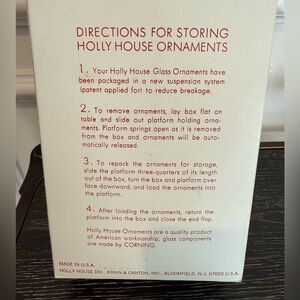 DIRECTIONS FOR STORING
HOLLY HOUSE ORNAMENTS
1. Your Holly House Glass Ornaments have
been packaged in a new suspension system
(patent applied for) to reduce breakage.
2. To remove ornaments, lay box flat on
table and slide out platform holding orna-
ments. Platform springs open as it is removed
from the box and ornaments will be auto-
matically released.
3. To repack the ornaments for storage,
slide the platform three-quarters of its length
out of the box, turn the box and platform over
face downward, and load the ornaments into
the platform.
4. After loading the ornaments, return the
platform into the box and close the end flap.
Holly House Ornaments are a quality product
of American workmanship, glass components
are made by CORNING.
MADE IN U.S.A.
HOLLY HOUSE DIV., KRAIN & CANTON, INC., BLOOMFIELD, N.J. 07003 U.S.A.